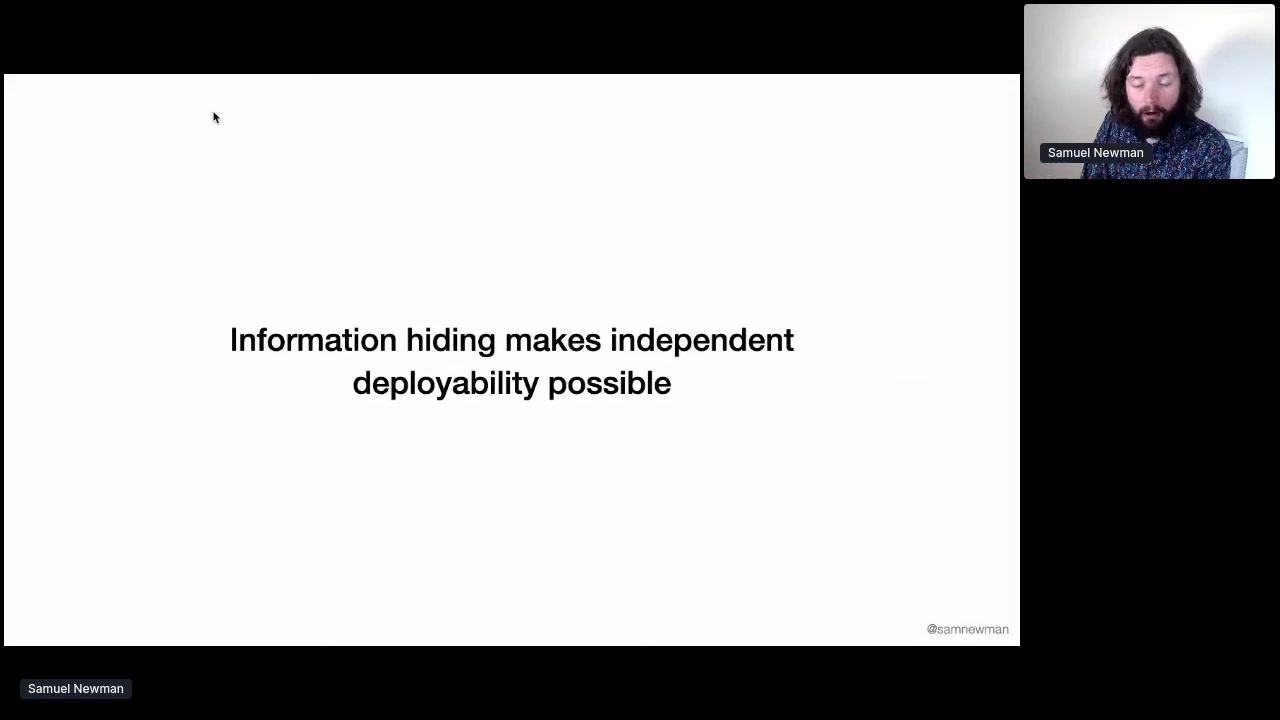 Samuel Newman
Information hiding makes independent
deployability possible
@samnewman
Samuel Newman